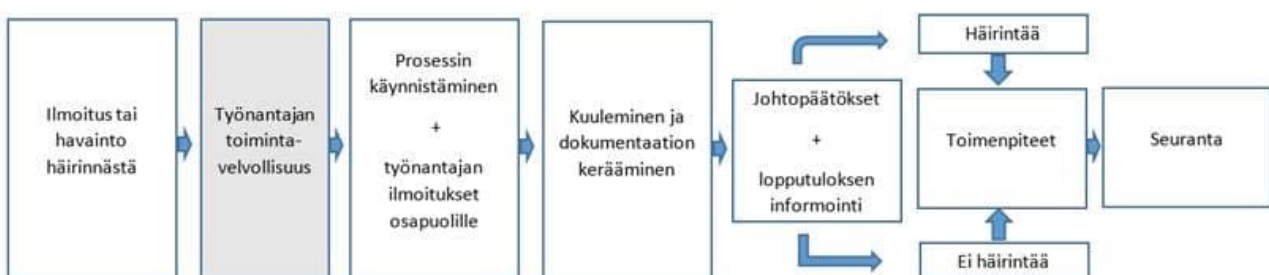 Ilmoitus tai
havainto
häirinnästä
Työnantajan
toiminta-
velvollisuus
Prosessin
käynnistäminen
+
työnantajan
ilmoitukset
osapuolille
Kuuleminen ja
dokumentaation
kerääminen
Johtopäätökset
+
lopputuloksen
informointi
Häirintää
Toimenpiteet
Ei häirintää
Seuranta